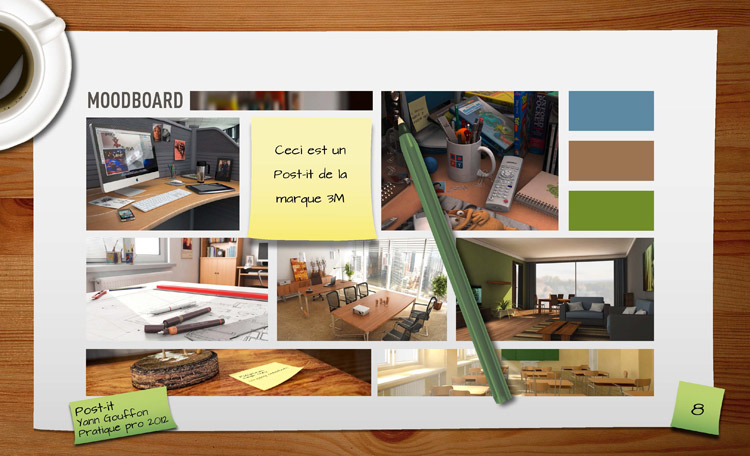 MOODBOARD
Ceci est un
Post-it de la
marque 3M
Post-it
Yann Gouffon
Pratique pro 2012
8